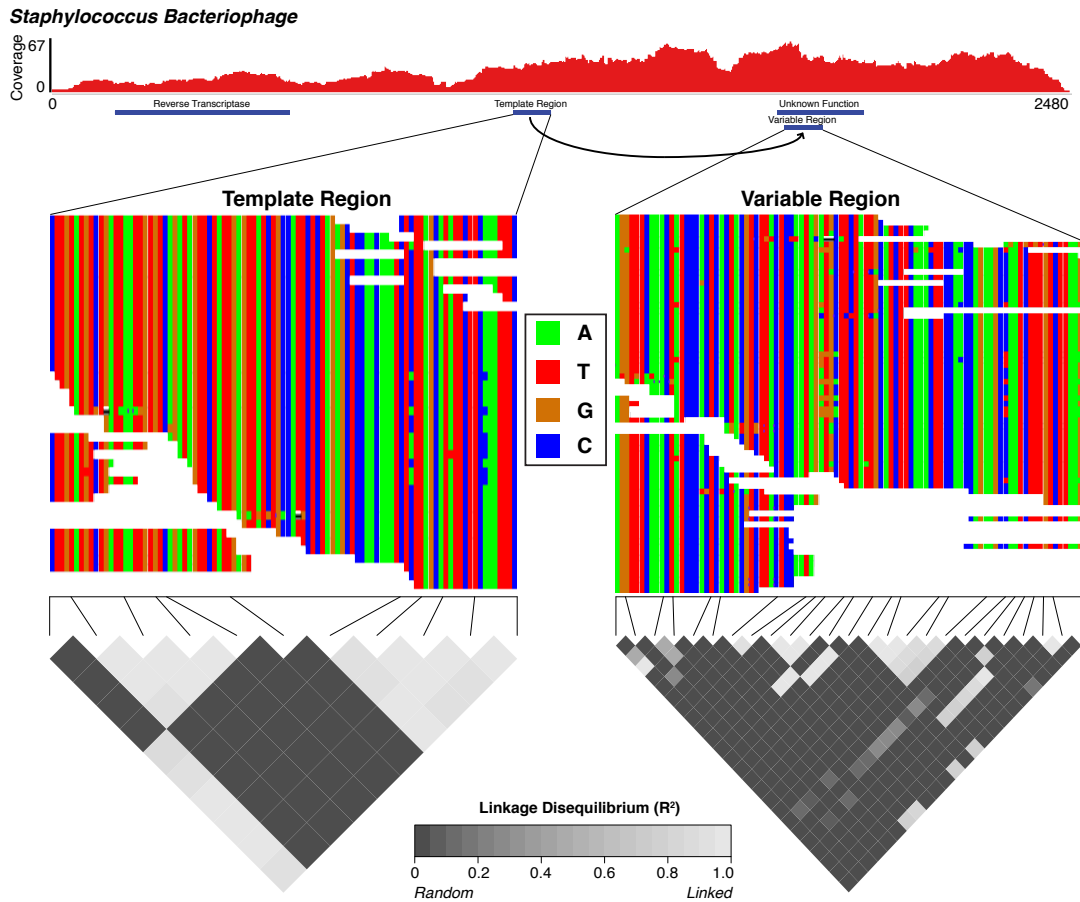 Staphylococcus Bacteriophage
Coverage
67
0
0
2480
Reverse Transcriptase
Template Region
Unknown Function
Variable Region
Template Region
Variable Region
A
T
G
C
Linkage Disequilibrium (R²)
0 0.2 0.4 0.6 0.8 1.0
Random Linked